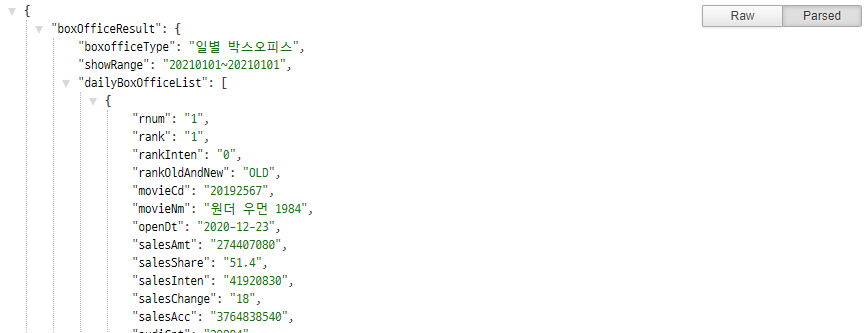 Raw Parsed
{
"boxOfficeResult": {
"boxofficeType": "일별 박스오피스",
"showRange": "20210101~20210101",
"dailyBoxOfficeList": [
{
"rnum": "1",
"rank": "1",
"rankInten": "0",
"rankOldAndNew": "OLD",
"movieCd": "20192567",
"movieNm": "원더 우먼 1984",
"openDt": "2020-12-23",
"salesAmt": "274407080",
"salesShare": "51.4",
"salesInten": "41920830",
"salesChange": "18",
"salesAcc": "3764838540",